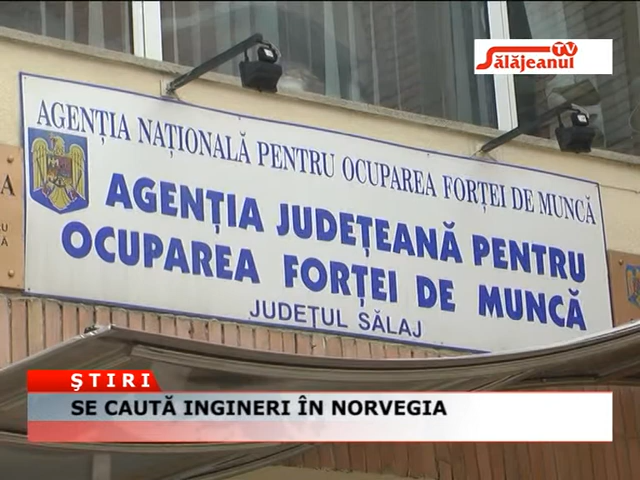 Sălăjeanul TV
AGENȚIA NAȚIONALĂ PENTRU OCUPAREA FORȚEI DE MUNCĂ
AGENȚIA JUDEȚEANĂ PENTRU
OCUPAREA FORȚEI DE MUNCĂ
JUDEȚUL SĂLAJ
ŞTIRI
SE CAUTĂ INGINERI ÎN NORVEGIA